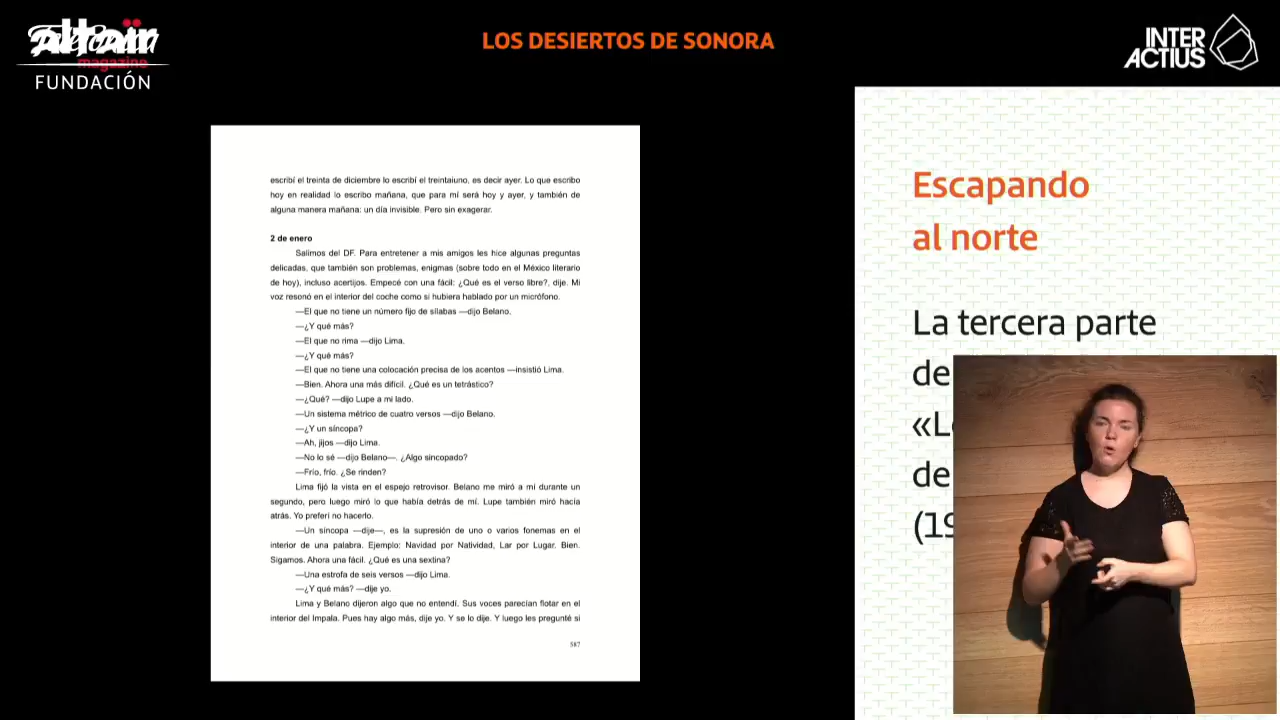 altaïr
magazine
FUNDACIÓN
LOS DESIERTOS DE SONORA
INTER
ACTIUS
escribí el treinta de diciembre lo escribí el treintaiuno, es decir ayer. Lo que escribo
hoy en realidad lo escribo mañana, que para mí será hoy y ayer, y también de
alguna manera mañana: un día invisible. Pero sin exagerar.
2 de enero
Salimos del DF. Para entretener a mis amigos les hice algunas preguntas
delicadas, que también son problemas, enigmas (sobre todo en el México literario
de hoy), incluso acertijos. Empecé con una fácil: ¿Qué es el verso libre?, dije. Mi
voz resonó en el interior del coche como si hubiera hablado por un micrófono.
—El que no tiene un número fijo de sílabas —dijo Belano.
—¿Y qué más?
—El que no rima —dijo Lima.
—¿Y qué más?
—El que no tiene una colocación precisa de los acentos —insistió Lima.
—Bien. Ahora una más difícil. ¿Qué es un tetrástico?
—¿Qué? —dijo Lupe a mi lado.
—Un sistema métrico de cuatro versos —dijo Belano.
—¿Y un síncopa?
—Ah, jijos —dijo Lima.
—No lo sé —dijo Belano—. ¿Algo sincopado?
—Frío, frío. ¿Se rinden?
Lima fijó la vista en el espejo retrovisor. Belano me miró a mí durante un
segundo, pero luego miró lo que había detrás de mí. Lupe también miró hacia
atrás. Yo preferí no hacerlo.
—Un síncopa —dije—, es la supresión de uno o varios fonemas en el
interior de una palabra. Ejemplo: Navidad por Natividad, Lar por Lugar. Bien.
Sigamos. Ahora una fácil. ¿Qué es una sextina?
—Una estrofa de seis versos —dijo Lima.
—¿Y qué más? —dije yo.
Lima y Belano dijeron algo que no entendí. Sus voces parecían flotar en el
interior del Impala. Pues hay algo más, dije yo. Y se lo dije. Y luego les pregunté si
587
Escapando
al norte
La tercera parte
de
«L
de
(19